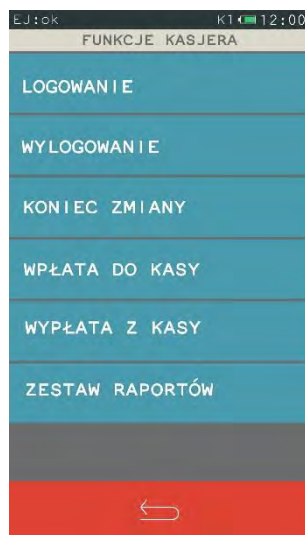 EJ:ok K1 12:00
FUNKCJE KASJERA
LOGOWANIE
WYLOGOWANIE
KONIEC ZMIANY
WPŁATA DO KASY
WYPŁATA Z KASY
ZESTAW RAPORTÓW